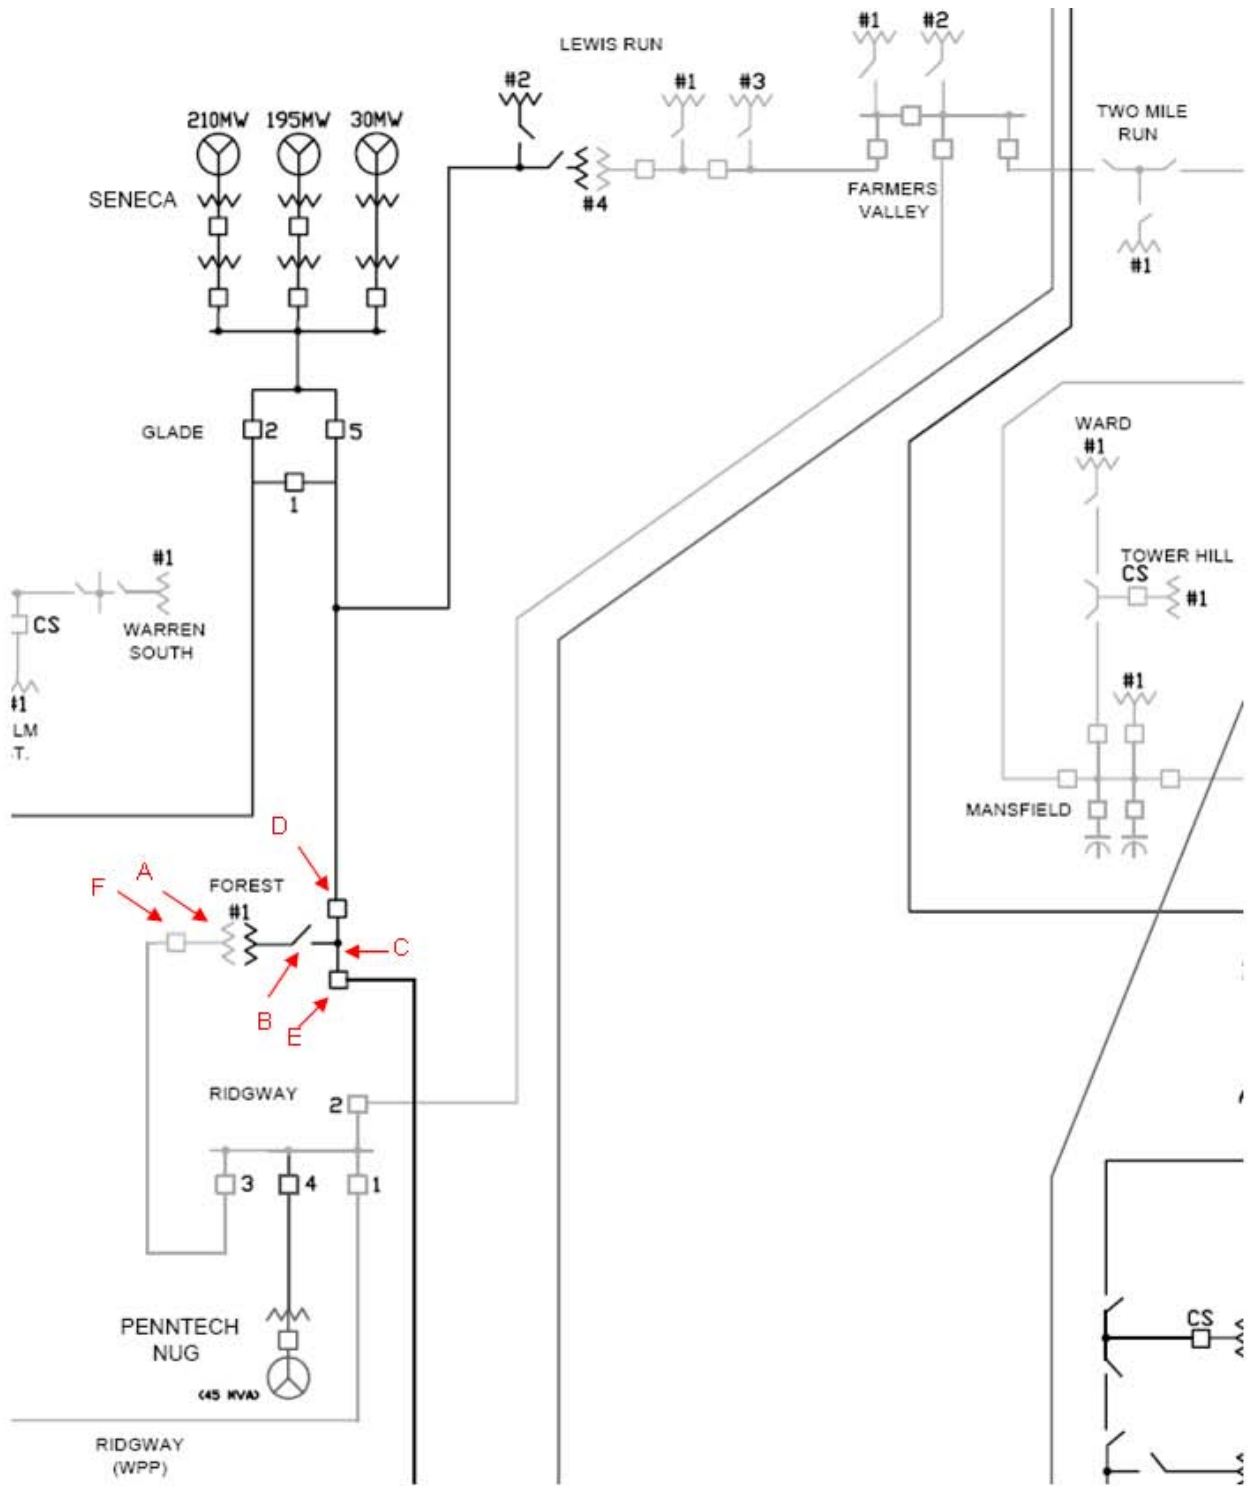 #1 #2
LEWIS RUN
#2 #1 #3
TWO MILE
RUN
210MW 195MW 30MW
SENECA
#4
FARMERS
VALLEY
#1
GLADE
2 5
1
WARD
#1
#1
TOWER HILL
CS
#1
CS
WARREN
SOUTH
#1
#1
LM
T.
MANSFIELD
D
A
F
FOREST
#1
C
B
E
RIDGWAY
2
3 4 1
PENNTECH
NUG
(45 MVA)
CS
RIDGWAY
(WPP)